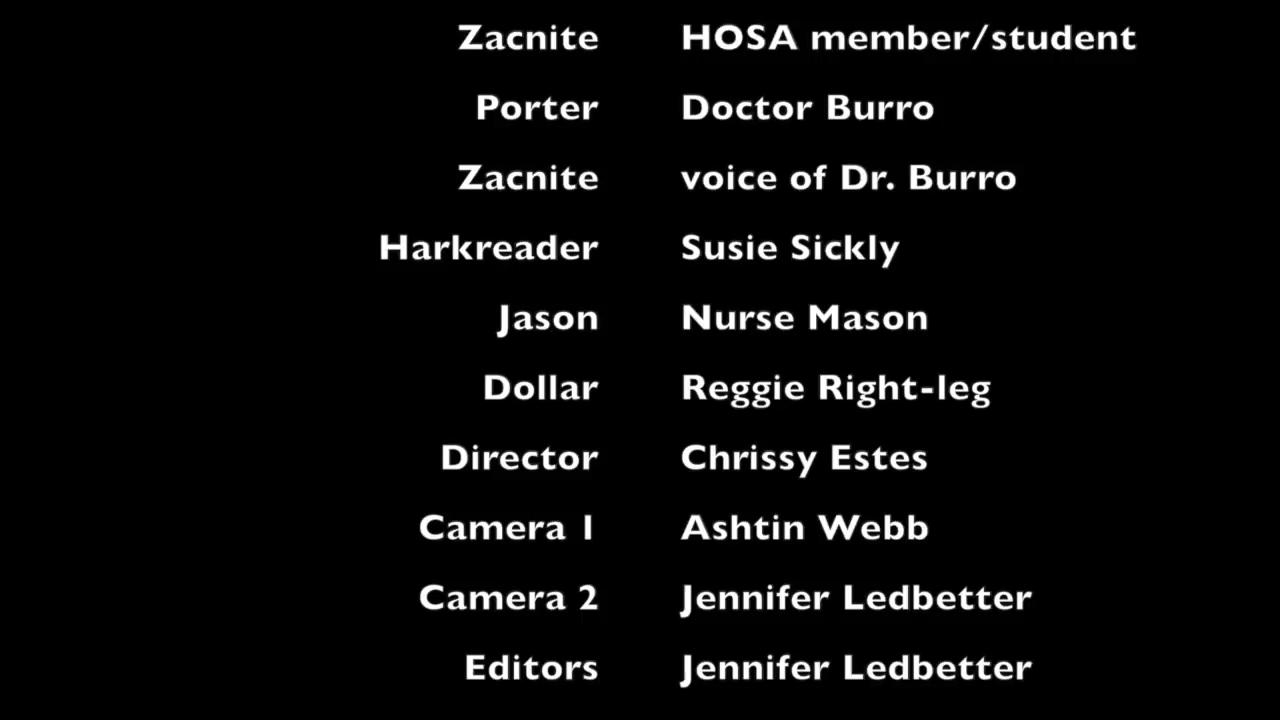 Zacnite HOSA member/student
Porter Doctor Burro
Zacnite voice of Dr. Burro
Harkreader Susie Sickly
Jason Nurse Mason
Dollar Reggie Right-leg
Director Chrissy Estes
Camera 1 Ashtin Webb
Camera 2 Jennifer Ledbetter
Editors Jennifer Ledbetter